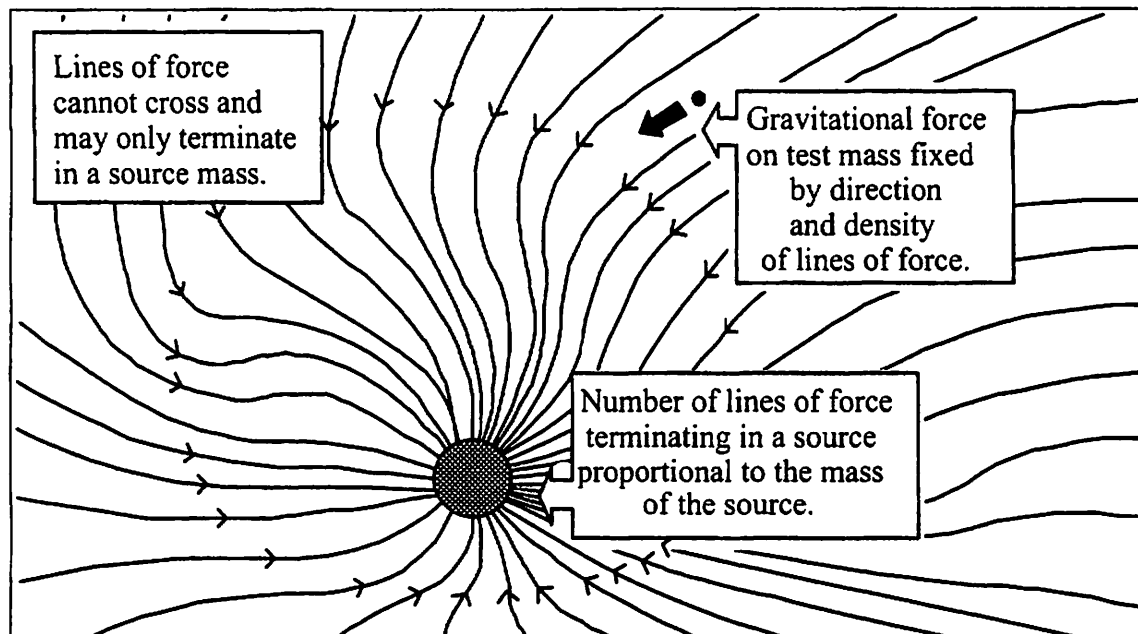 Lines of force
cannot cross and
may only terminate
in a source mass.
Gravitational force
on test mass fixed
by direction
and density
of lines of force.
Number of lines of force
terminating in a source
proportional to the mass
of the source.